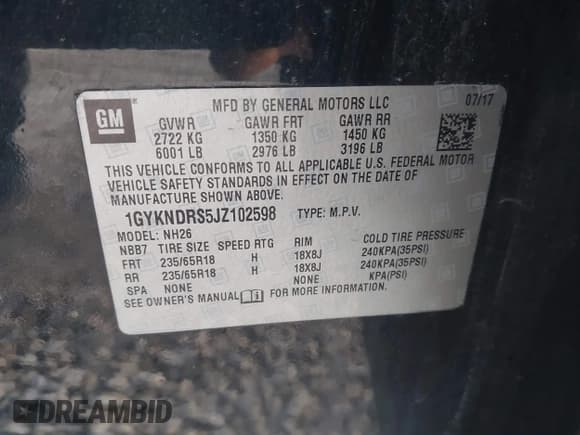 GM
MFD BY GENERAL MOTORS LLC 07/17
GVWR GAWR FRT GAWR RR
2722 KG 1350 KG 1450 KG
6001 LB 2976 LB 3196 LB
THIS VEHICLE CONFORMS TO ALL APPLICABLE U.S. FEDERAL MOTOR
VEHICLE SAFETY STANDARDS IN EFFECT ON THE DATE OF
MANUFACTURE SHOWN ABOVE.
1GYKNDRS5JZ102598 TYPE: M.P.V.
MODEL: NH26
NBB7 TIRE SIZE SPEED RTG RIM COLD TIRE PRESSURE
FRT 235/65R18 H 18X8J 240KPA(35PSI)
RR 235/65R18 H 18X8J 240KPA(35PSI)
SPA NONE NONE KPA(PSI)
SEE OWNER'S MANUAL FOR MORE INFORMATION.
DREAMBID